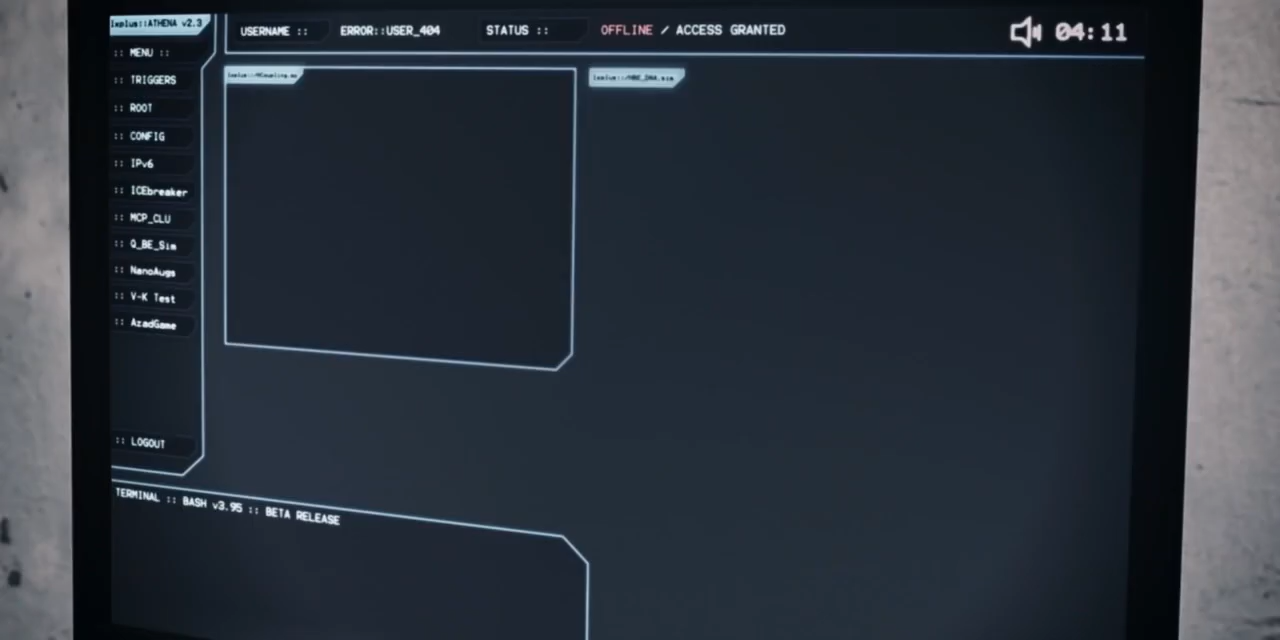 lxplus::ATHENA v2.3
USERNAME :: ERROR::USER_404 STATUS :: OFFLINE / ACCESS GRANTED
04:11
:: MENU ::
:: TRIGGERS
:: ROOT
:: CONFIG
:: IPv6
:: ICEbreaker
:: MCP_CLU
:: Q_BE_Sim
:: NanoAugs
:: V-K Test
:: AzadGame
:: LOGOUT
TERMINAL :: BASH v3.95 :: BETA RELEASE